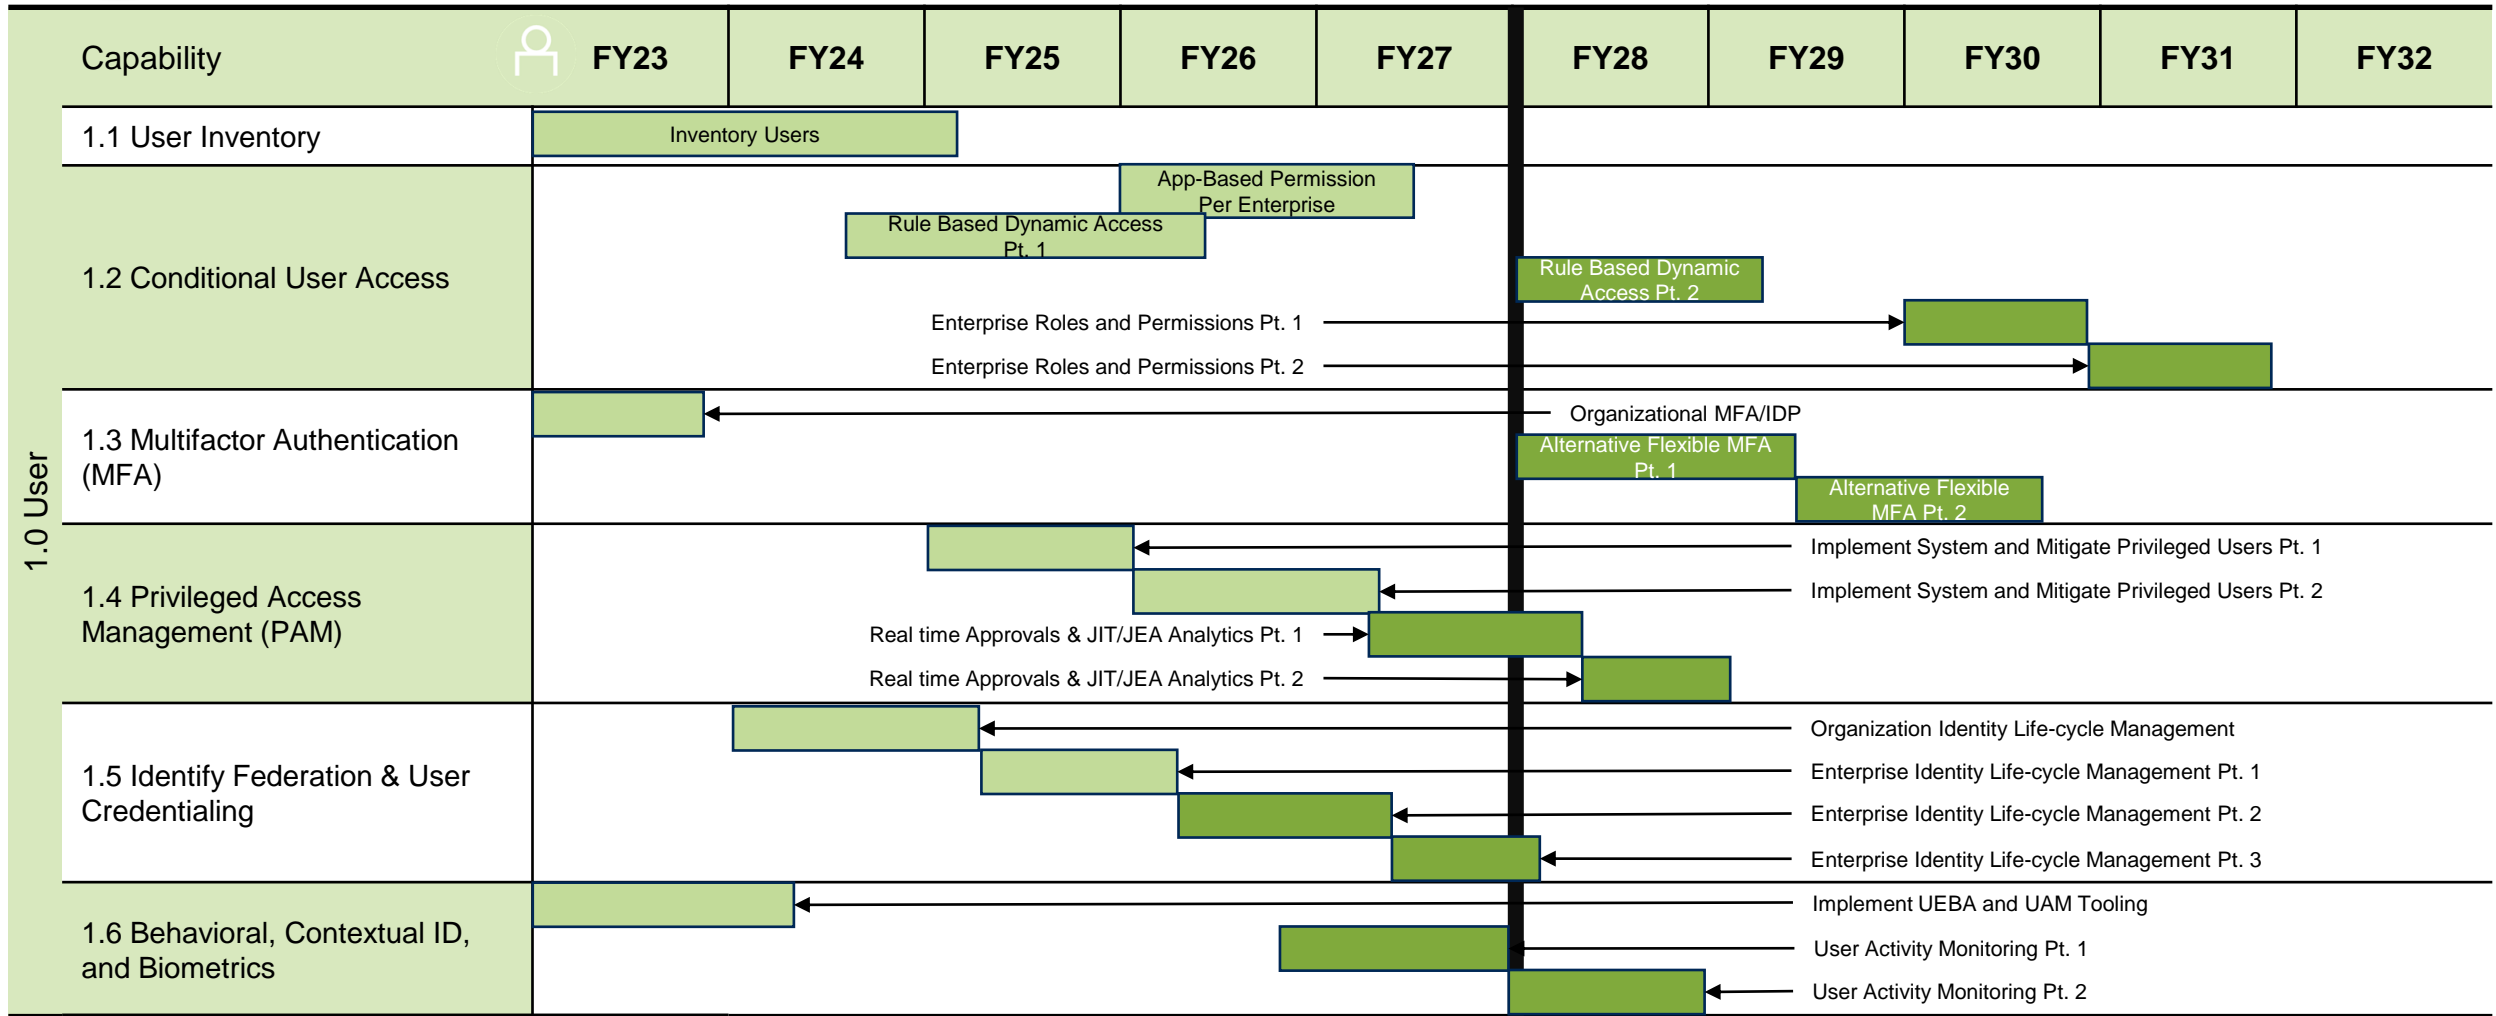 Capability FY23 FY24 FY25 FY26 FY27 FY28 FY29 FY30 FY31 FY32
1.0 User
1.1 User Inventory
Inventory Users
1.2 Conditional User Access
App-Based Permission
Per Enterprise
Rule Based Dynamic Access
Pt. 1
Rule Based Dynamic
Access Pt. 2
Enterprise Roles and Permissions Pt. 1
Enterprise Roles and Permissions Pt. 2
1.3 Multifactor Authentication
(MFA)
Organizational MFA/IDP
Alternative Flexible MFA
Pt. 1
Alternative Flexible
MFA Pt. 2
1.4 Privileged Access
Management (PAM)
Implement System and Mitigate Privileged Users Pt. 1
Implement System and Mitigate Privileged Users Pt. 2
Real time Approvals & JIT/JEA Analytics Pt. 1
Real time Approvals & JIT/JEA Analytics Pt. 2
1.5 Identify Federation & User
Credentialing
Organization Identity Life-cycle Management
Enterprise Identity Life-cycle Management Pt. 1
Enterprise Identity Life-cycle Management Pt. 2
Enterprise Identity Life-cycle Management Pt. 3
1.6 Behavioral, Contextual ID,
and Biometrics
Implement UEBA and UAM Tooling
User Activity Monitoring Pt. 1
User Activity Monitoring Pt. 2